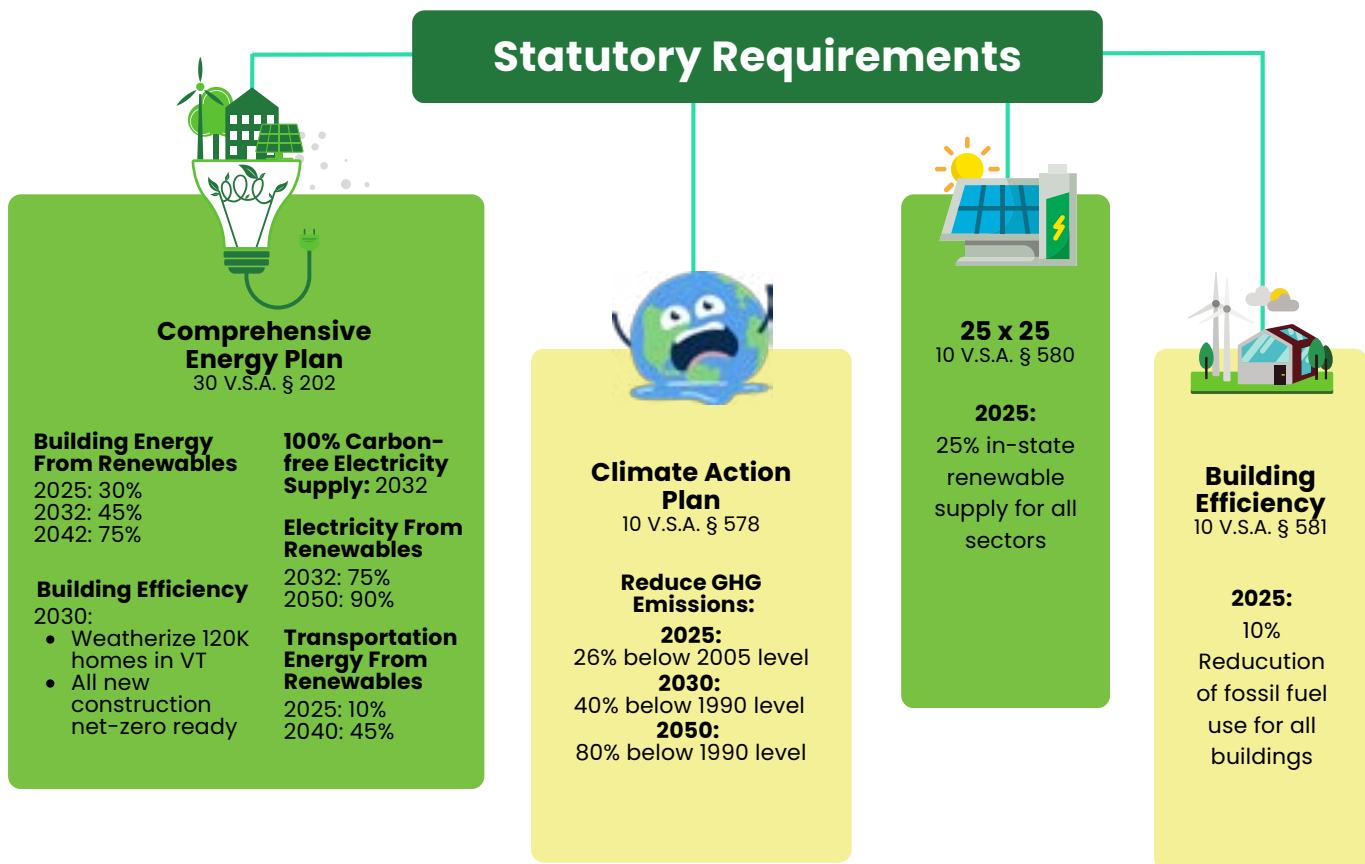 Statutory Requirements
Comprehensive
Energy Plan
30 V.S.A. § 202
Building Energy
From Renewables
2025: 30%
2032: 45%
2042: 75%
Building Efficiency
2030:
• Weatherize 120K
homes in VT
• All new
construction
net-zero ready
100% Carbon-
free Electricity
Supply: 2032
Electricity From
Renewables
2032: 75%
2050: 90%
Transportation
Energy From
Renewables
2025: 10%
2040: 45%
Climate Action
Plan
10 V.S.A. § 578
Reduce GHG
Emissions:
2025:
26% below 2005 level
2030:
40% below 1990 level
2050:
80% below 1990 level
25 x 25
10 V.S.A. § 580
2025:
25% in-state
renewable
supply for all
sectors
Building
Efficiency
10 V.S.A. § 581
2025:
10%
Reducution
of fossil fuel
use for all
buildings